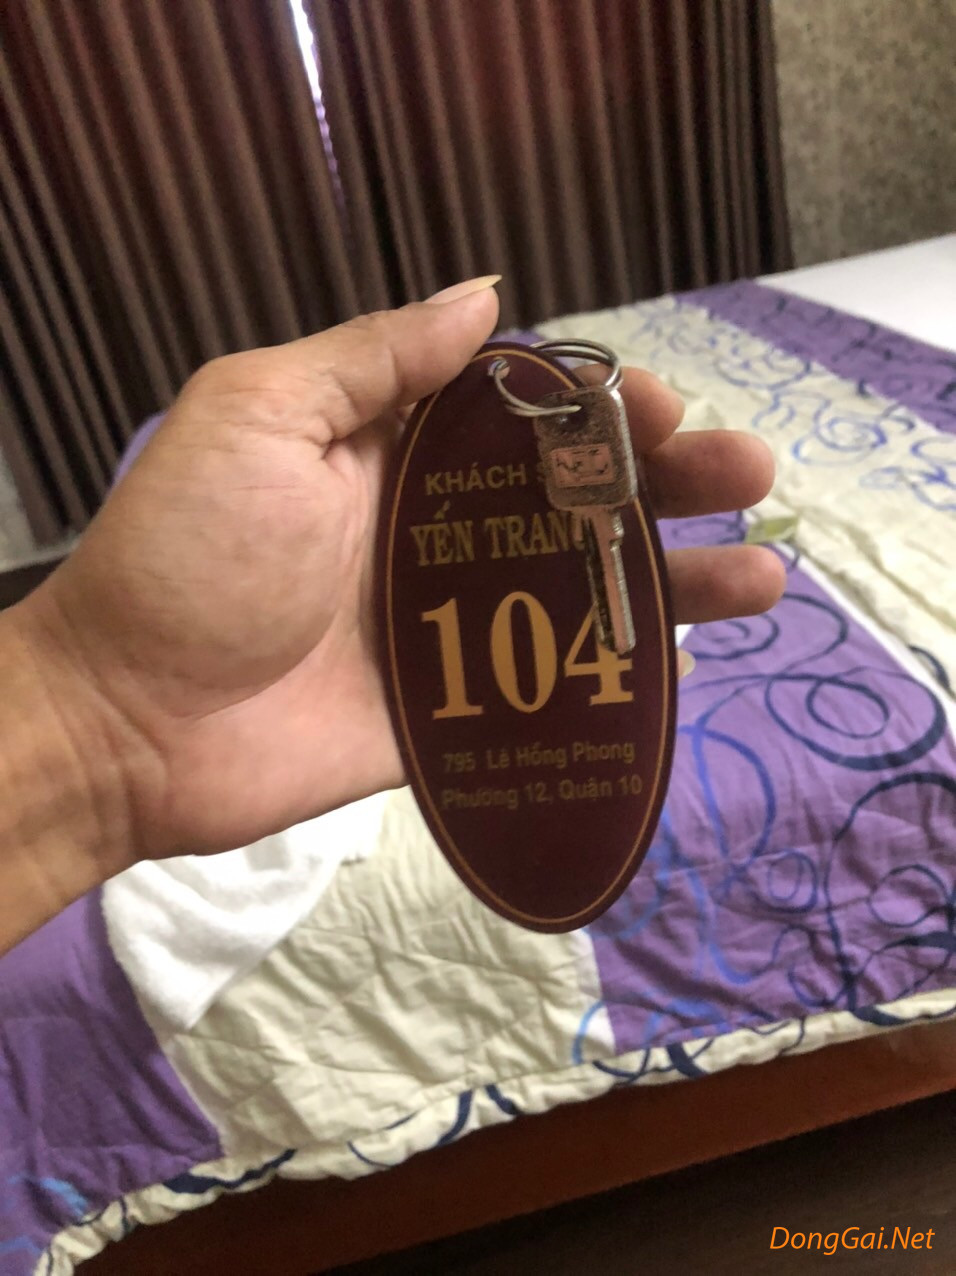 KHÁCH
YẾN TRANG
104
795 Lê Hồng Phong
Phường 12, Quận 10
DongGai.Net